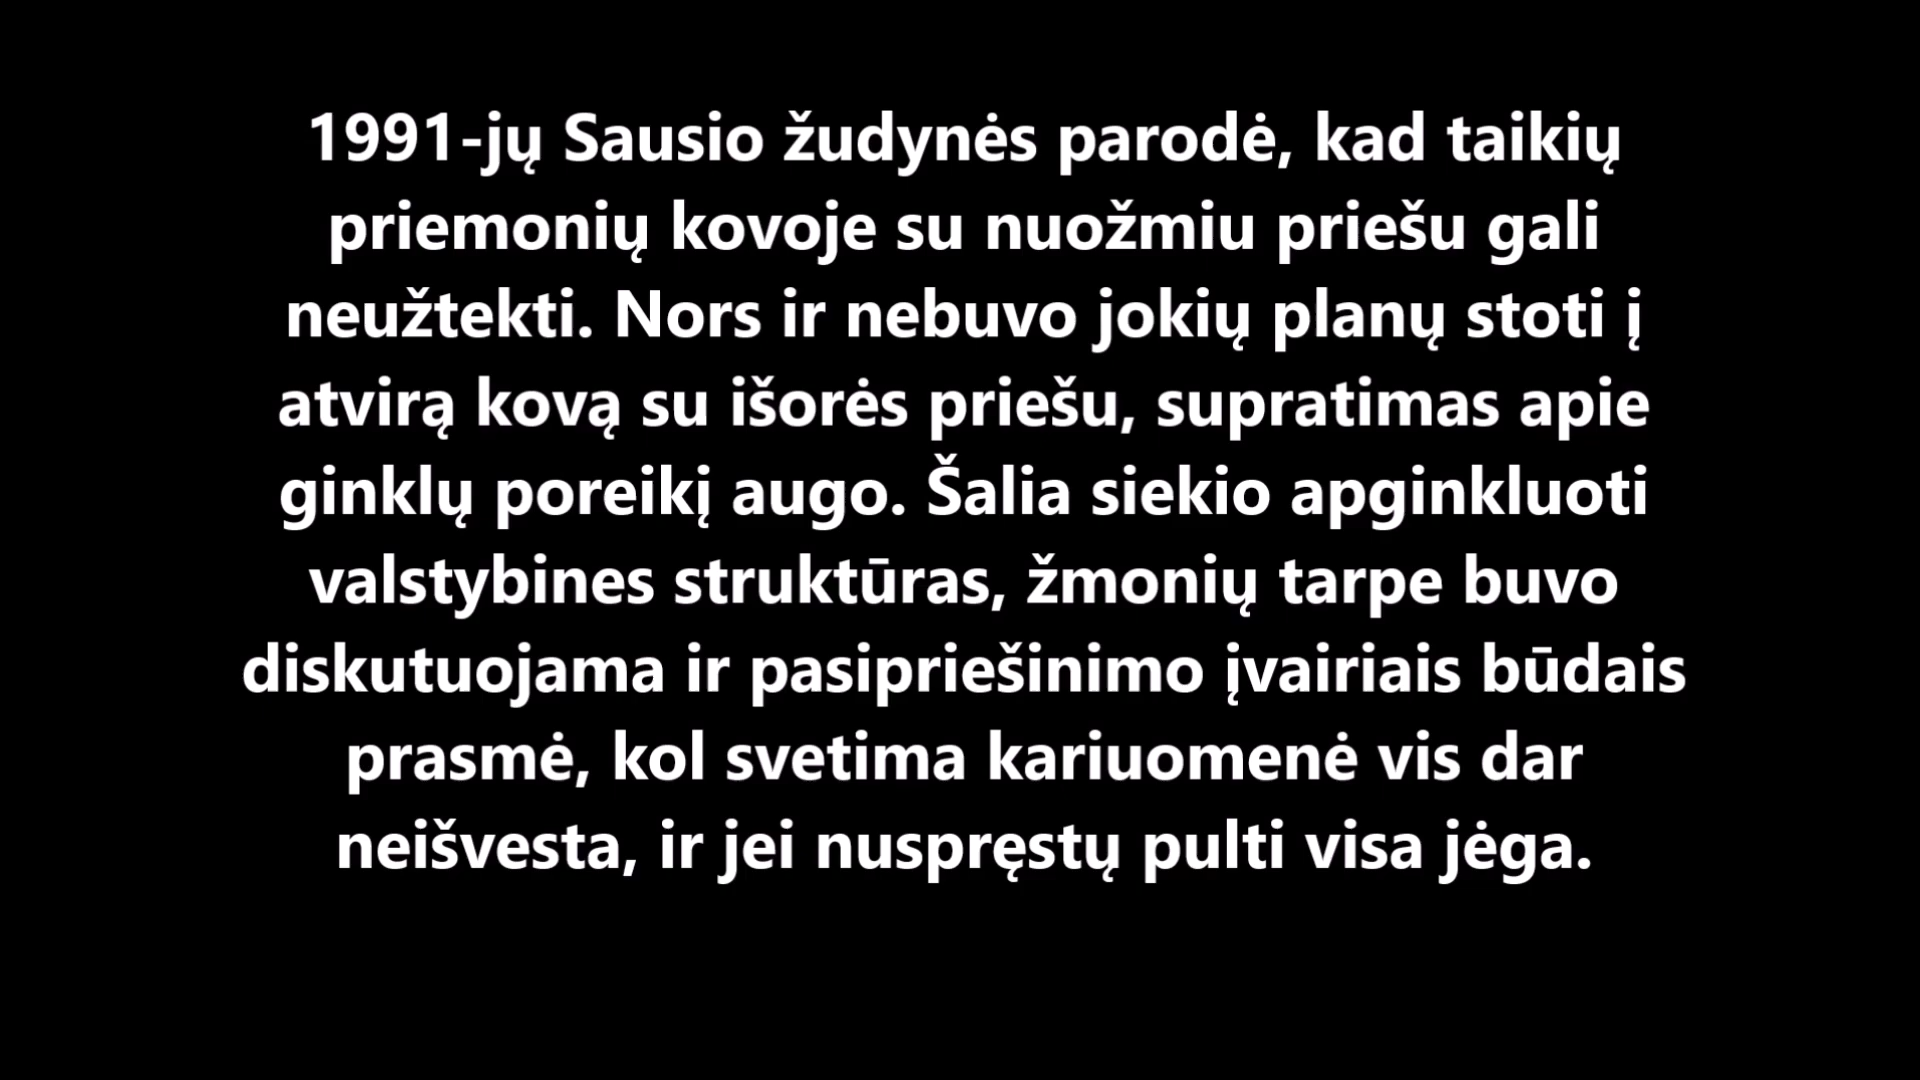 1991-jų Sausio žudynės parodė, kad taikių
priemonių kovoje su nuožmiu priešu gali
neužtekti. Nors ir nebuvo jokių planų stoti į
atvirą kovą su išorės priešu, supratimas apie
ginklų poreikį augo. Šalia siekio apginkluoti
valstybines struktūras, žmonių tarpe buvo
diskutuojama ir pasipriešinimo įvairiais būdais
prasmė, kol svetima kariuomenė vis dar
neišvesta, ir jei nuspręstų pulti visa jėga.